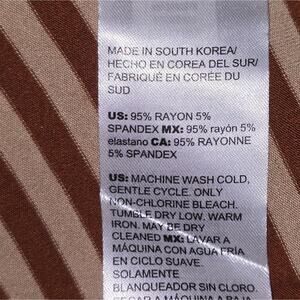 MADE IN SOUTH KOREA/
HECHO EN COREA DEL SUR/
FABRIQUÉ EN CORÉE DU
SUD
US: 95% RAYON 5%
SPANDEX MX: 95% rayón 5%
elastano CA: 95% RAYONNE
5% SPANDEX
US: MACHINE WASH COLD,
GENTLE CYCLE. ONLY
NON-CHLORINE BLEACH.
TUMBLE DRY LOW. WARM
IRON. MAY BE DRY
CLEANED MX: LAVAR A
MÁQUINA CON AGUA FRÍA
EN CICLO SUAVE.
SOLAMENTE
BLANQUEADOR SIN CLORO.
SECAR A MÁQUINA A BAJA